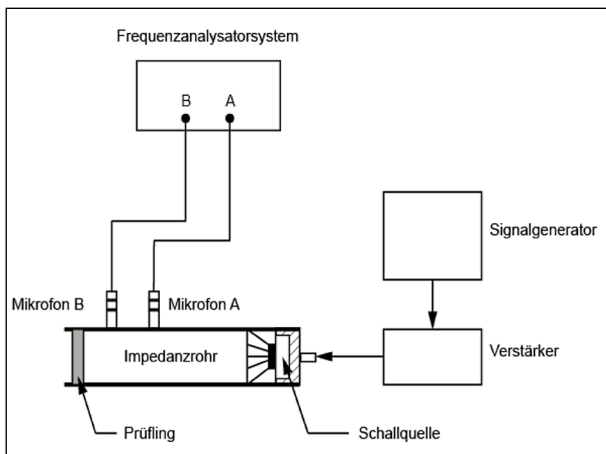 Frequenzanalysatorsystem
B A
Signalgenerator
Mikrofon B Mikrofon A
Impedanzrohr
Verstärker
Prüfling
Schallquelle